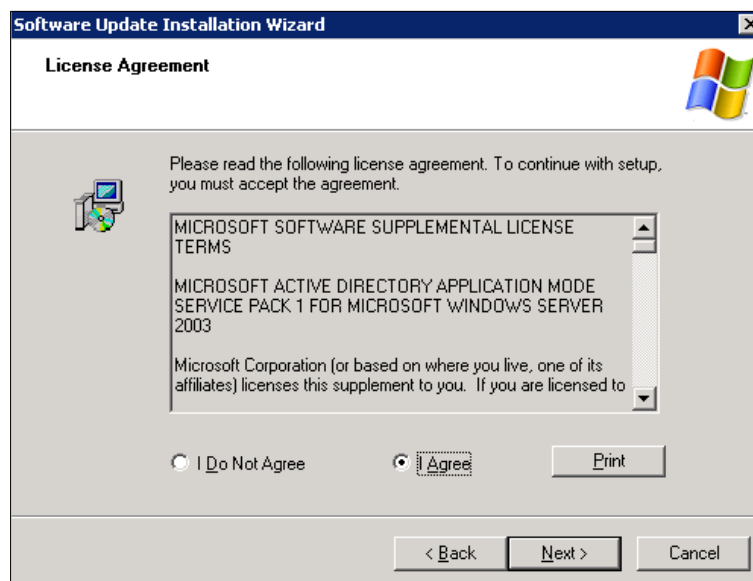 Software Update Installation Wizard
License Agreement
Please read the following license agreement. To continue with setup,
you must accept the agreement.
MICROSOFT SOFTWARE SUPPLEMENTAL LICENSE
TERMS
MICROSOFT ACTIVE DIRECTORY APPLICATION MODE
SERVICE PACK 1 FOR MICROSOFT WINDOWS SERVER
2003
Microsoft Corporation (or based on where you live, one of its
affiliates) licenses this supplement to you.  If you are licensed to
I Do Not Agree
I Agree
Print
< Back
Next >
Cancel